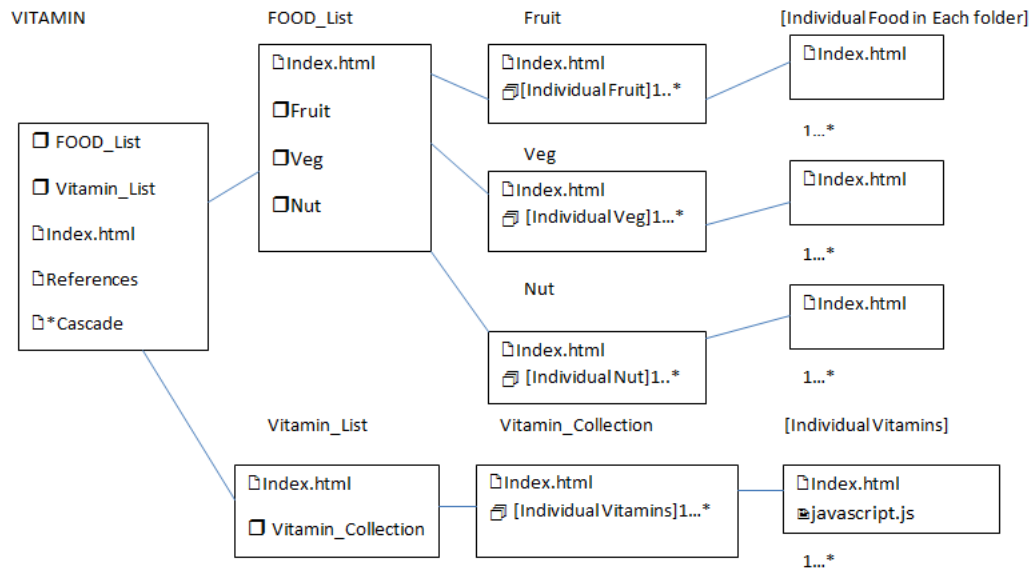 VITAMIN
FOOD_List
FOOD_List
Vitamin_List
Index.html
References
*Cascade
Index.html
Fruit
Veg
Nut
Fruit
Index.html
[Individual Fruit]1..*
Veg
Index.html
[Individual Veg]1...*
Nut
Index.html
[Individual Nut]1..*
[Individual Food in Each folder]
Index.html
1...*
Index.html
1...*
Index.html
1...*
Vitamin_List
Index.html
Vitamin_Collection
Vitamin_Collection
Index.html
[Individual Vitamins]1...*
[Individual Vitamins]
Index.html
javascript.js
1...*